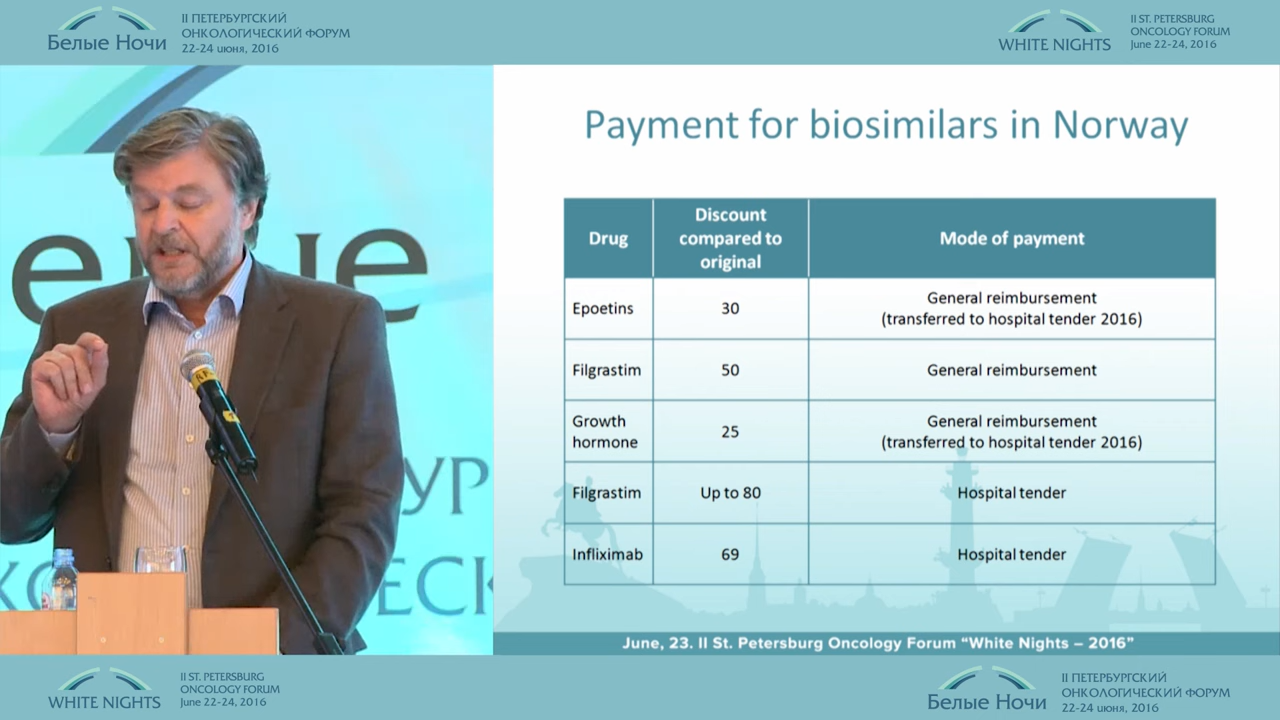 Белые Ночи
II ПЕТЕРБУРГСКИЙ
ОНКОЛОГИЧЕСКИЙ ФОРУМ
22-24 июня, 2016
WHITE NIGHTS
II ST. PETERSBURG
ONCOLOGY FORUM
June 22-24, 2016
Payment for biosimilars in Norway
Drug
Discount
compared to
original
Mode of payment
Epoetins
30
General reimbursement
(transferred to hospital tender 2016)
Filgrastim
50
General reimbursement
Growth
hormone
25
General reimbursement
(transferred to hospital tender 2016)
Filgrastim
Up to 80
Hospital tender
Infliximab
69
Hospital tender
June, 23. II St. Petersburg Oncology Forum “White Nights – 2016”
WHITE NIGHTS
II ST. PETERSBURG
ONCOLOGY FORUM
June 22-24, 2016
Белые Ночи
II ПЕТЕРБУРГСКИЙ
ОНКОЛОГИЧЕСКИЙ ФОРУМ
22-24 июня, 2016